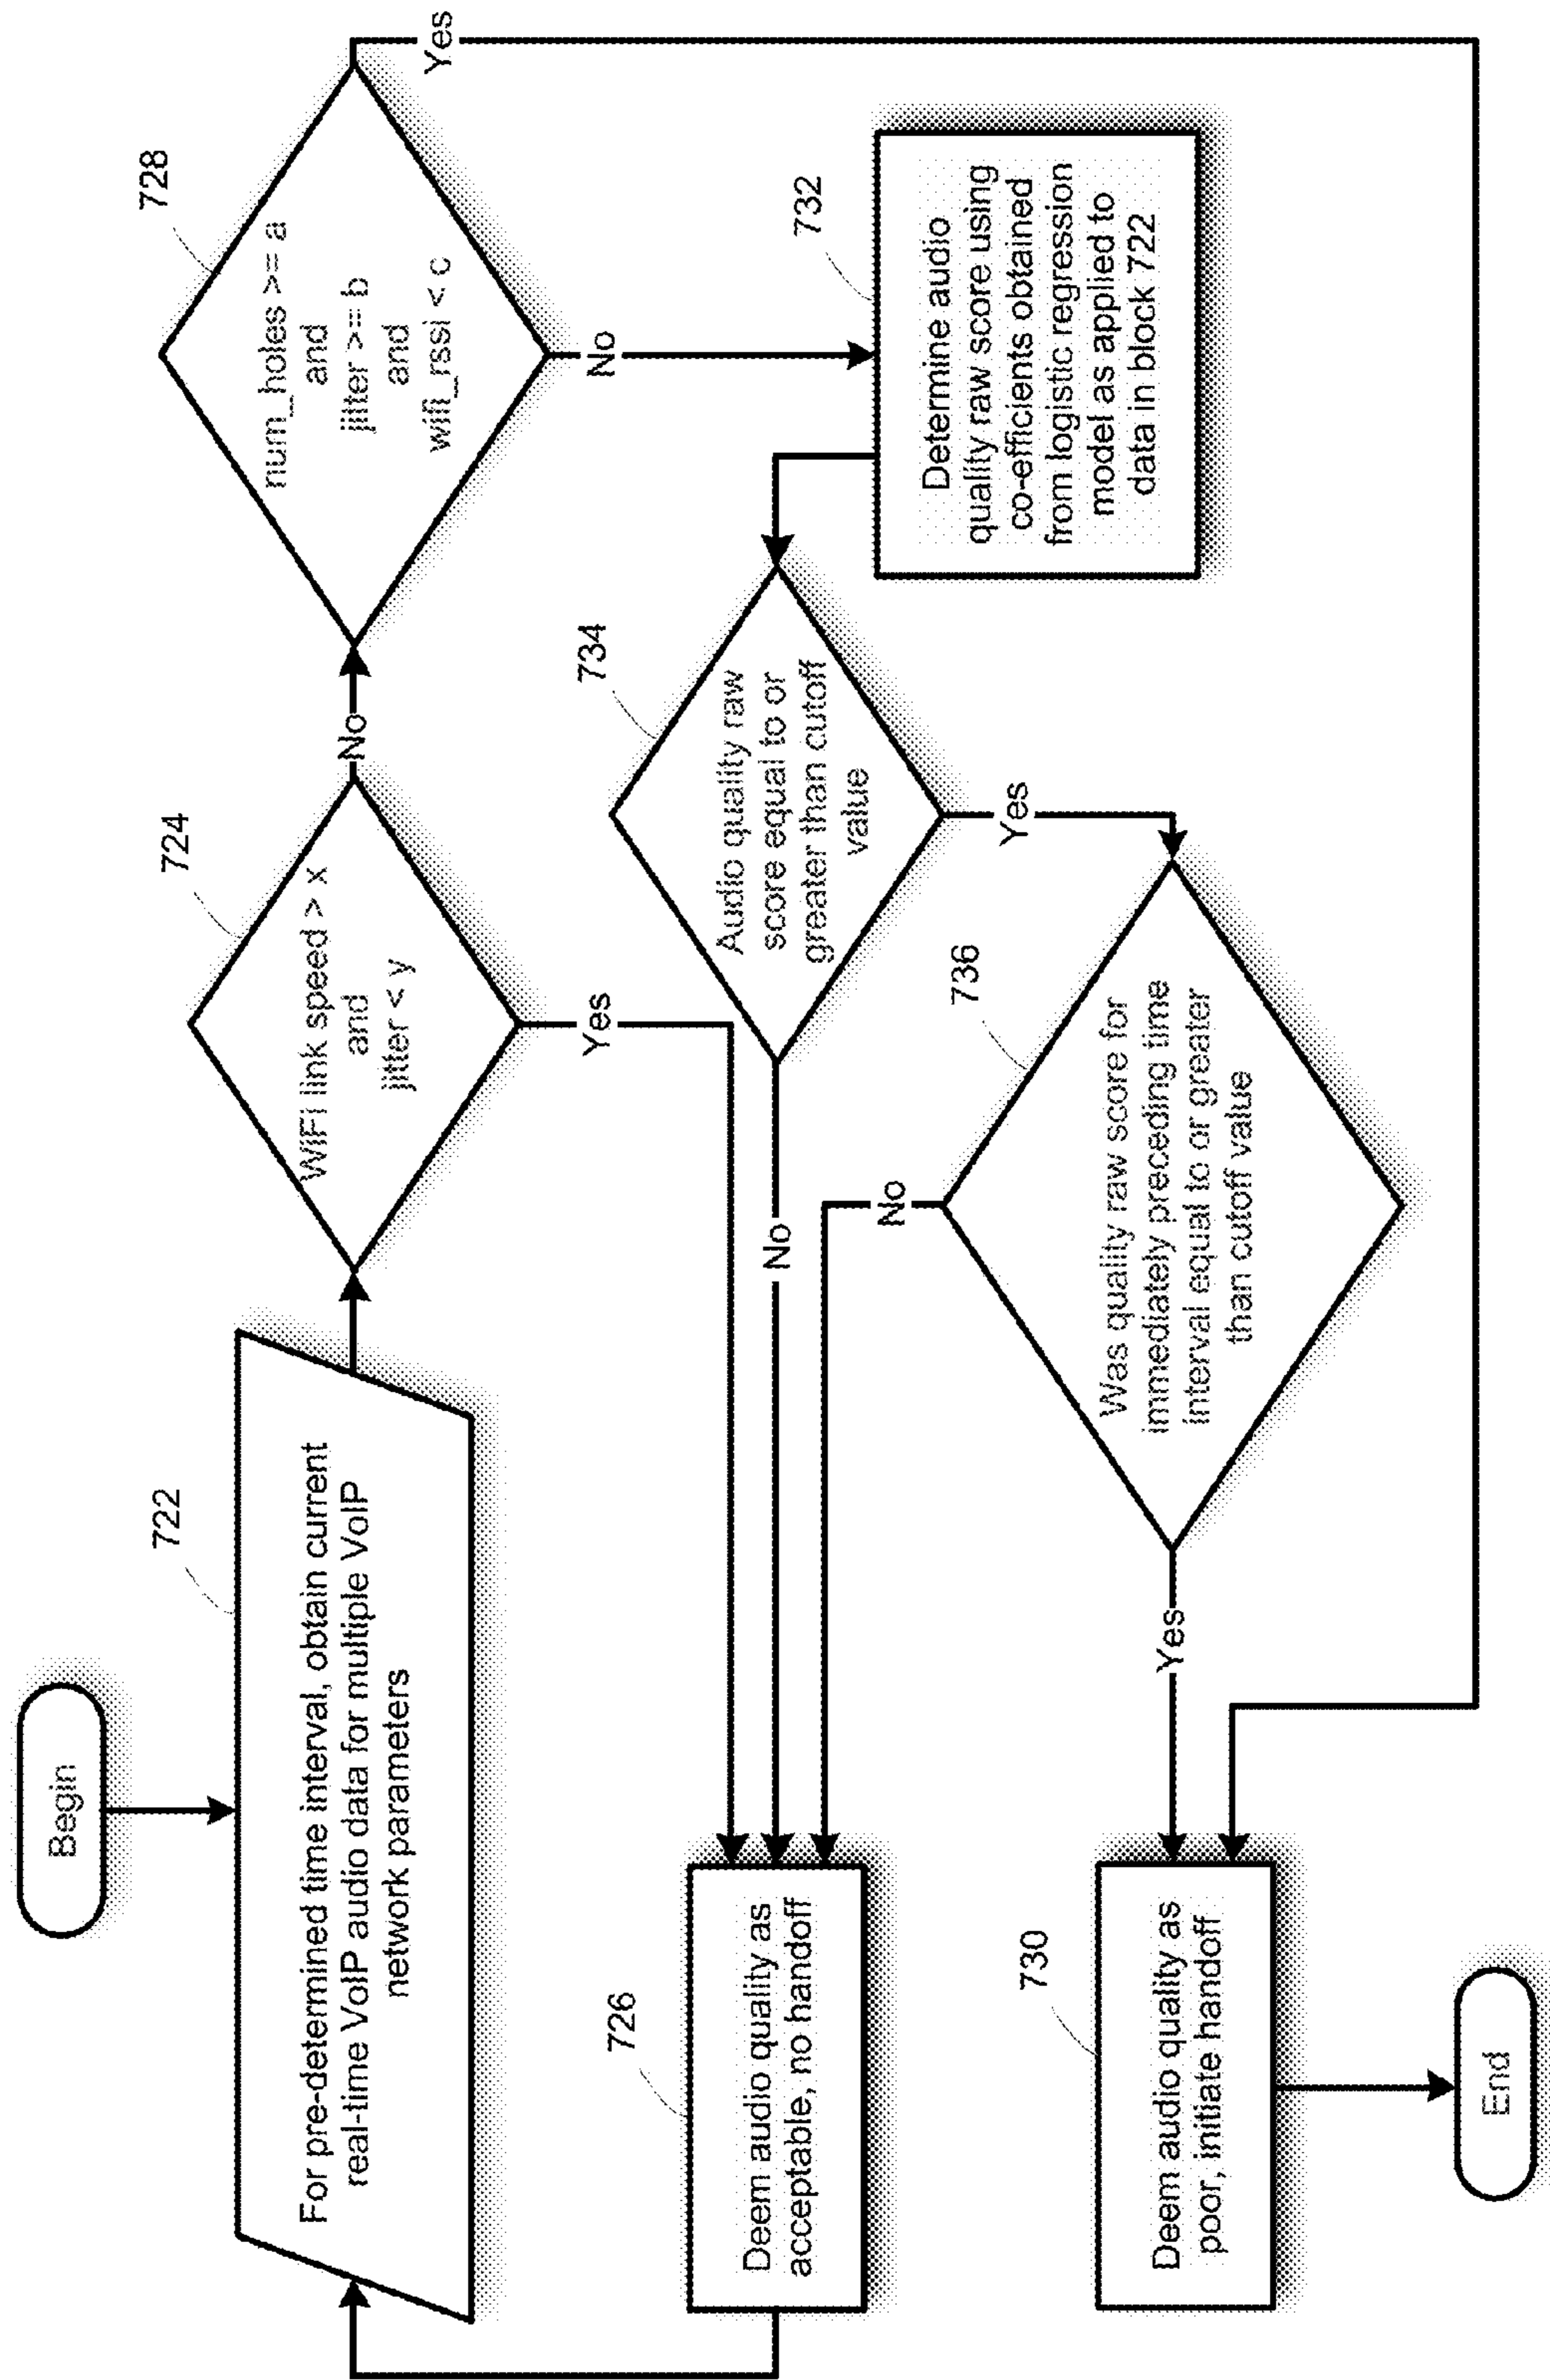 Begin
722
For pre-determined time interval, obtain current
real-time VoIP audio data for multiple VoIP
network parameters
724
WiFi link speed > x
and
jitter < y
Yes
No
728
num_holes >= a
and
jitter >= b
and
wifi_rssi < c
Yes
No
732
Determine audio
quality raw score using
co-efficients obtained
from logistic regression
model as applied to
data in block 722
734
Audio quality raw
score equal to or
greater than cutoff
value
No
Yes
736
Was quality raw score for
immediately preceding time
interval equal to or greater
than cutoff value
No
Yes
726
Deem audio quality as
acceptable, no handoff
730
Deem audio quality as
poor, initiate handoff
End